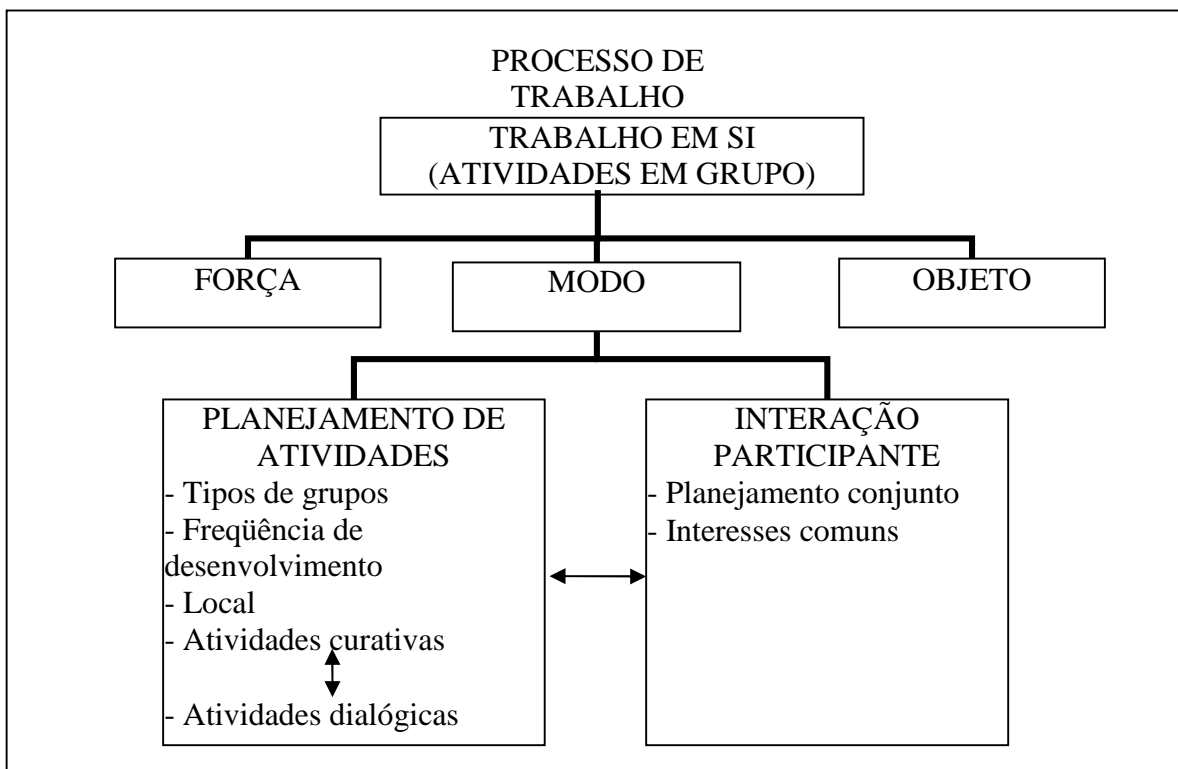 PROCESSO DE
TRABALHO
TRABALHO EM SI
(ATIVIDADES EM GRUPO)
FORÇA
MODO
OBJETO
PLANEJAMENTO DE
ATIVIDADES
- Tipos de grupos
- Freqüência de
desenvolvimento
- Local
- Atividades curativas
- Atividades dialógicas
INTERAÇÃO
PARTICIPANTE
- Planejamento conjunto
- Interesses comuns